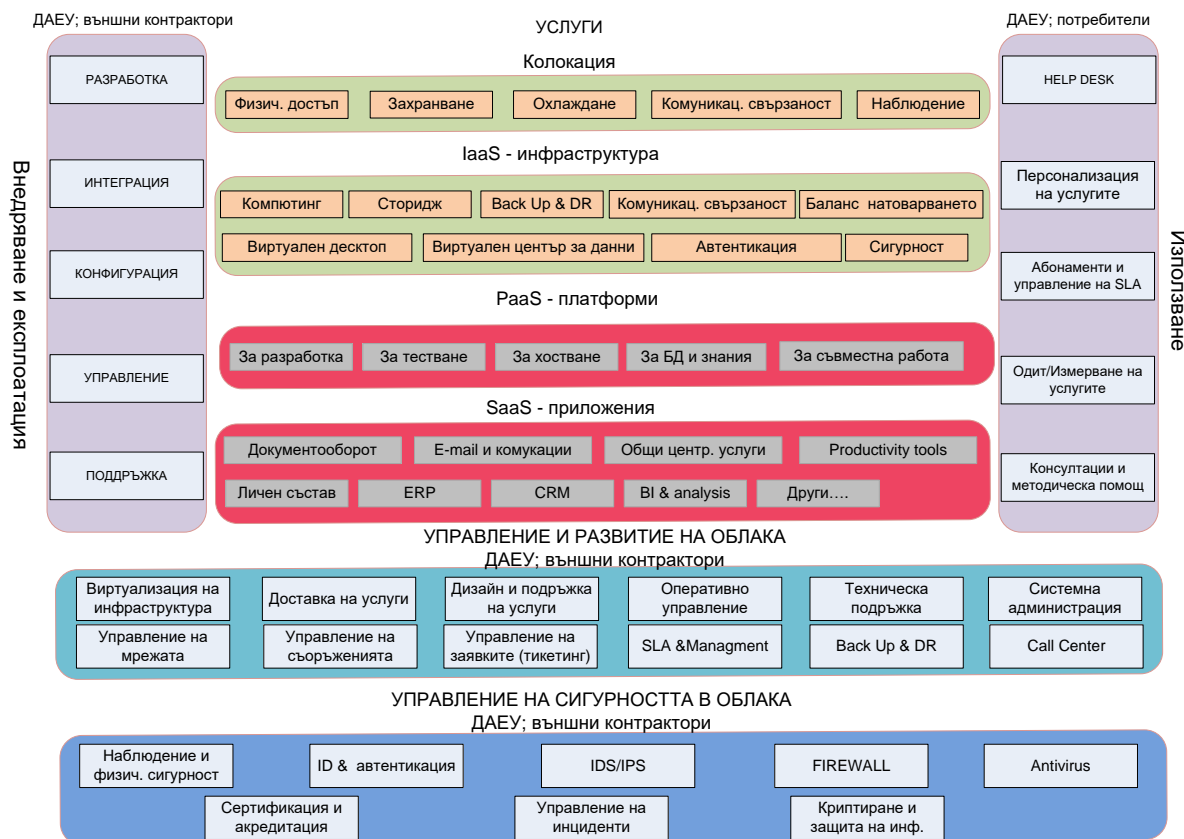 ДАЕУ; външни контрактори
УСЛУГИ
ДАЕУ; потребители
Внедряване и експлоатация
РАЗРАБОТКА
ИНТЕГРАЦИЯ
КОНФИГУРАЦИЯ
УПРАВЛЕНИЕ
ПОДДРЪЖКА
Колокация
Физич. достъп
Захранване
Охлаждане
Комуникац. свързаност
Наблюдение
IaaS - инфраструктура
Компютинг
Сторидж
Back Up & DR
Комуникац. свързаност
Баланс натоварването
Виртуален десктоп
Виртуален център за данни
Автентикация
Сигурност
PaaS - платформи
За разработка
За тестване
За хостване
За БД и знания
За съвместна работа
SaaS - приложения
Документооборот
E-mail и комукации
Общи центр. услуги
Productivity tools
Личен състав
ERP
CRM
BI & analysis
Други....
HELP DESK
Персонализация
на услугите
Абонаменти и
управление на SLA
Одит/Измерване на
услугите
Консултации и
методическа помощ
Използване
УПРАВЛЕНИЕ И РАЗВИТИЕ НА ОБЛАКА
ДАЕУ; външни контрактори
Виртуализация на
инфраструктура
Доставка на услуги
Дизайн и подръжка
на услуги
Оперативно
управление
Техническа
подръжка
Системна
администрация
Управление на
мрежата
Управление на
съоръженията
Управление на
заявките (тикетинг)
SLA &Managment
Back Up & DR
Call Center
УПРАВЛЕНИЕ НА СИГУРНОСТТА В ОБЛАКА
ДАЕУ; външни контрактори
Наблюдение и
физич. сигурност
ID & автентикация
IDS/IPS
FIREWALL
Antivirus
Сертификация и
акредитация
Управление на
инциденти
Криптиране и
защита на инф.